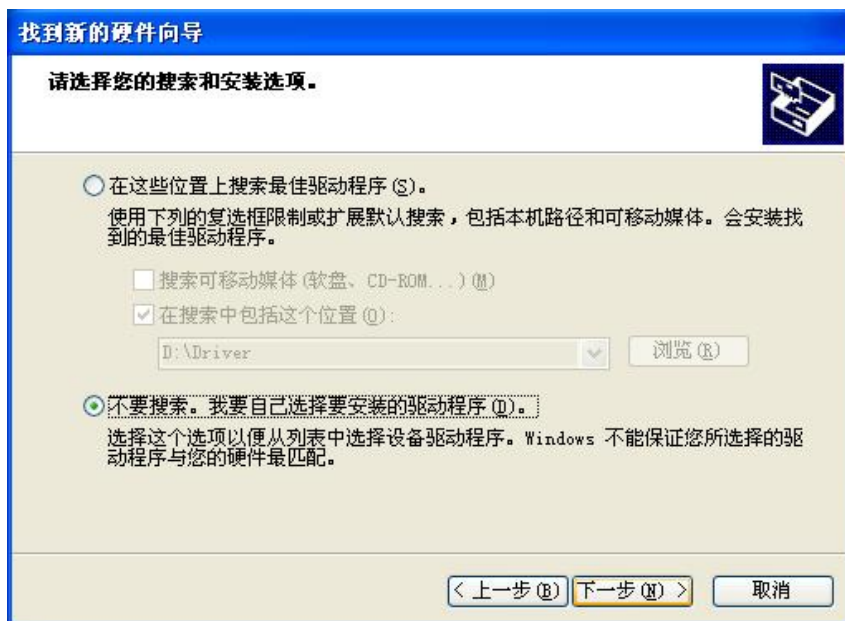 找到新的硬件向导
请选择您的搜索和安装选项。
在这些位置上搜索最佳驱动程序(S)。
使用下列的复选框限制或扩展默认搜索，包括本机路径和可移动媒体。会安装找
到的最佳驱动程序。
搜索可移动媒体(软盘、CD-ROM...)(M)
在搜索中包括这个位置(O):
D:\Driver
浏览(R)
不要搜索。我要自己选择要安装的驱动程序(D)。
选择这个选项以便从列表中选择设备驱动程序。Windows 不能保证您所选择的驱
动程序与您的硬件最匹配。
< 上一步(B) 下一步(N) > 取消